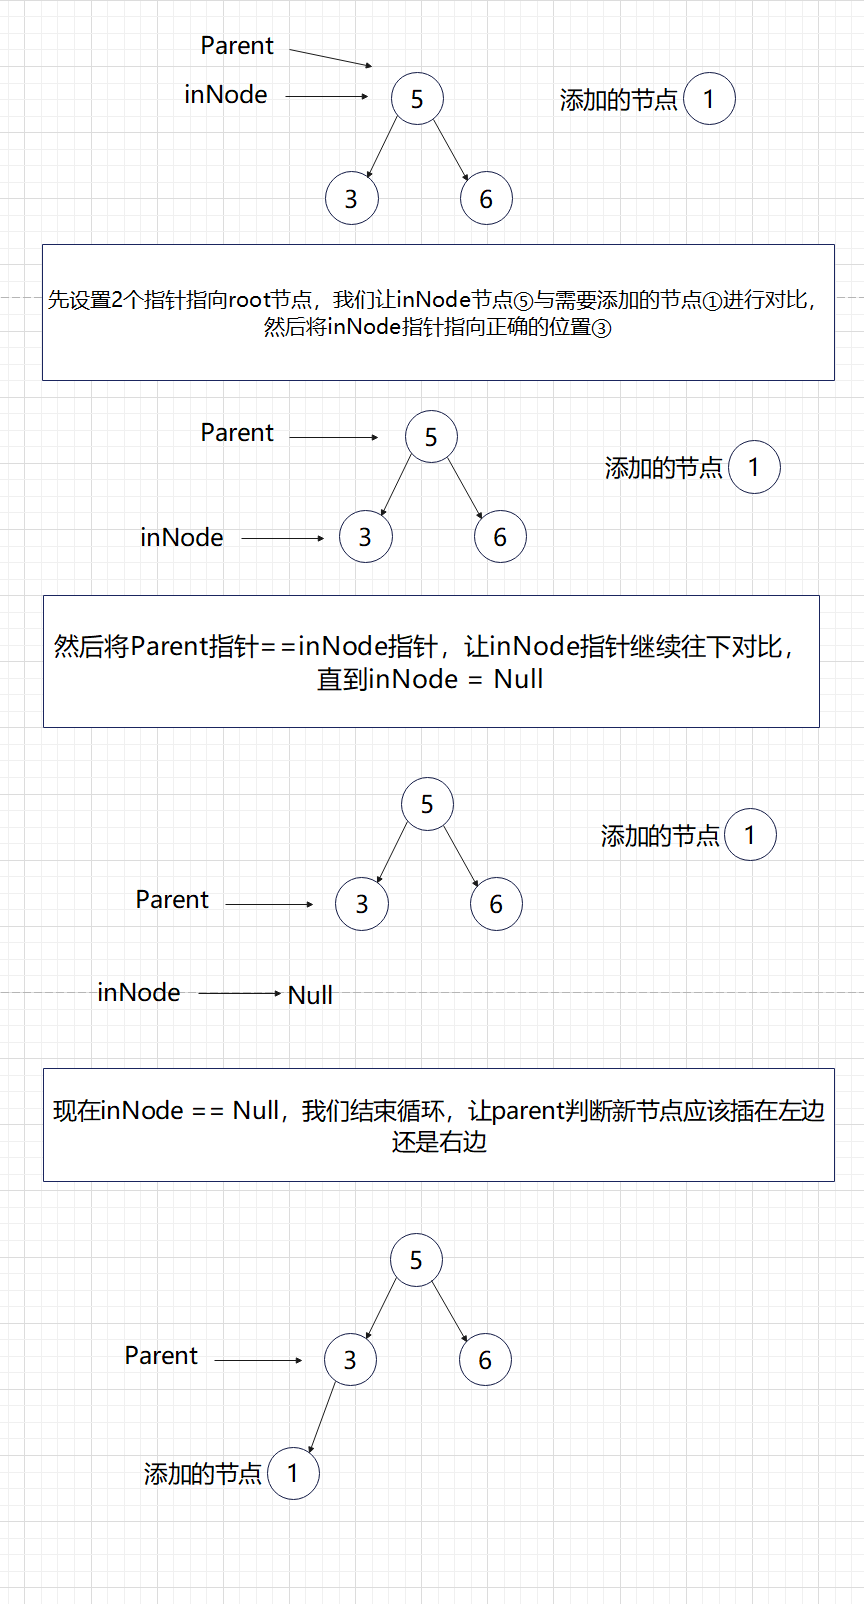 Parent
inNode
5
添加的节点 1
3
6
先设置2个指针指向root节点，我们让inNode节点⑤与需要添加的节点①进行对比，
然后将inNode指针指向正确的位置③
Parent
5
添加的节点 1
inNode
3
6
然后将Parent指针==inNode指针，让inNode指针继续往下对比，
直到inNode = Null
5
添加的节点 1
Parent
3
6
inNode
Null
现在inNode == Null，我们结束循环，让parent判断新节点应该插在左边
还是右边
5
Parent
3
6
添加的节点 1